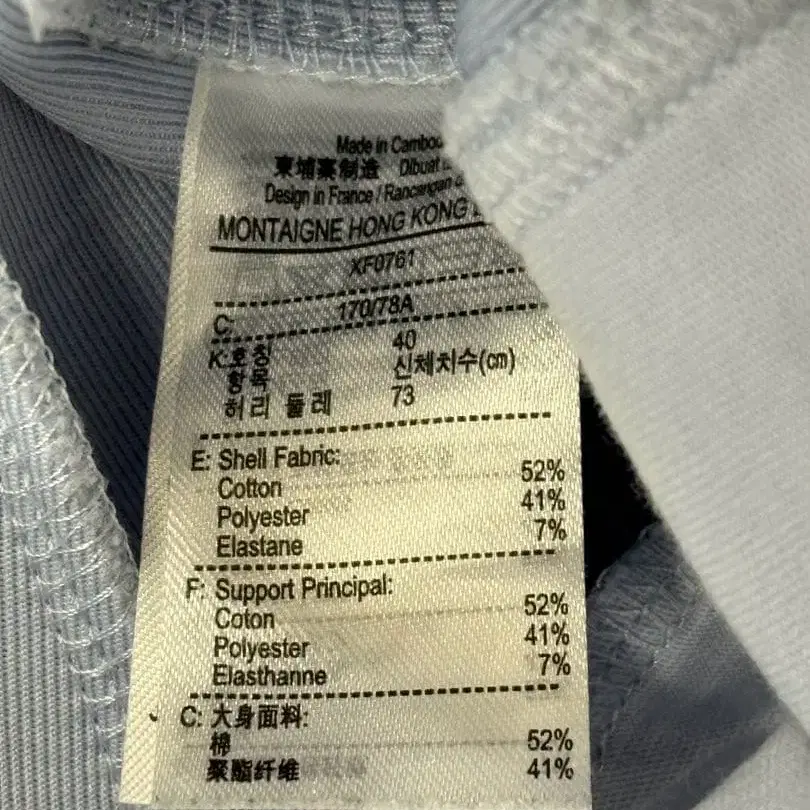 Made in
柬埔寨制造 Dibuat
Design in France / Rancangan
MONTAIGNE HONG KONG
XF0761
C: 170/78A
K:호칭 40
항목 신체치수(cm)
허리 둘레 73
E: Shell Fabric:
Cotton 52%
Polyester 41%
Elastane 7%
F: Support Principal:
Coton 52%
Polyester 41%
Elasthanne 7%
C: 大身面料:
棉 52%
聚酯纤维 41%